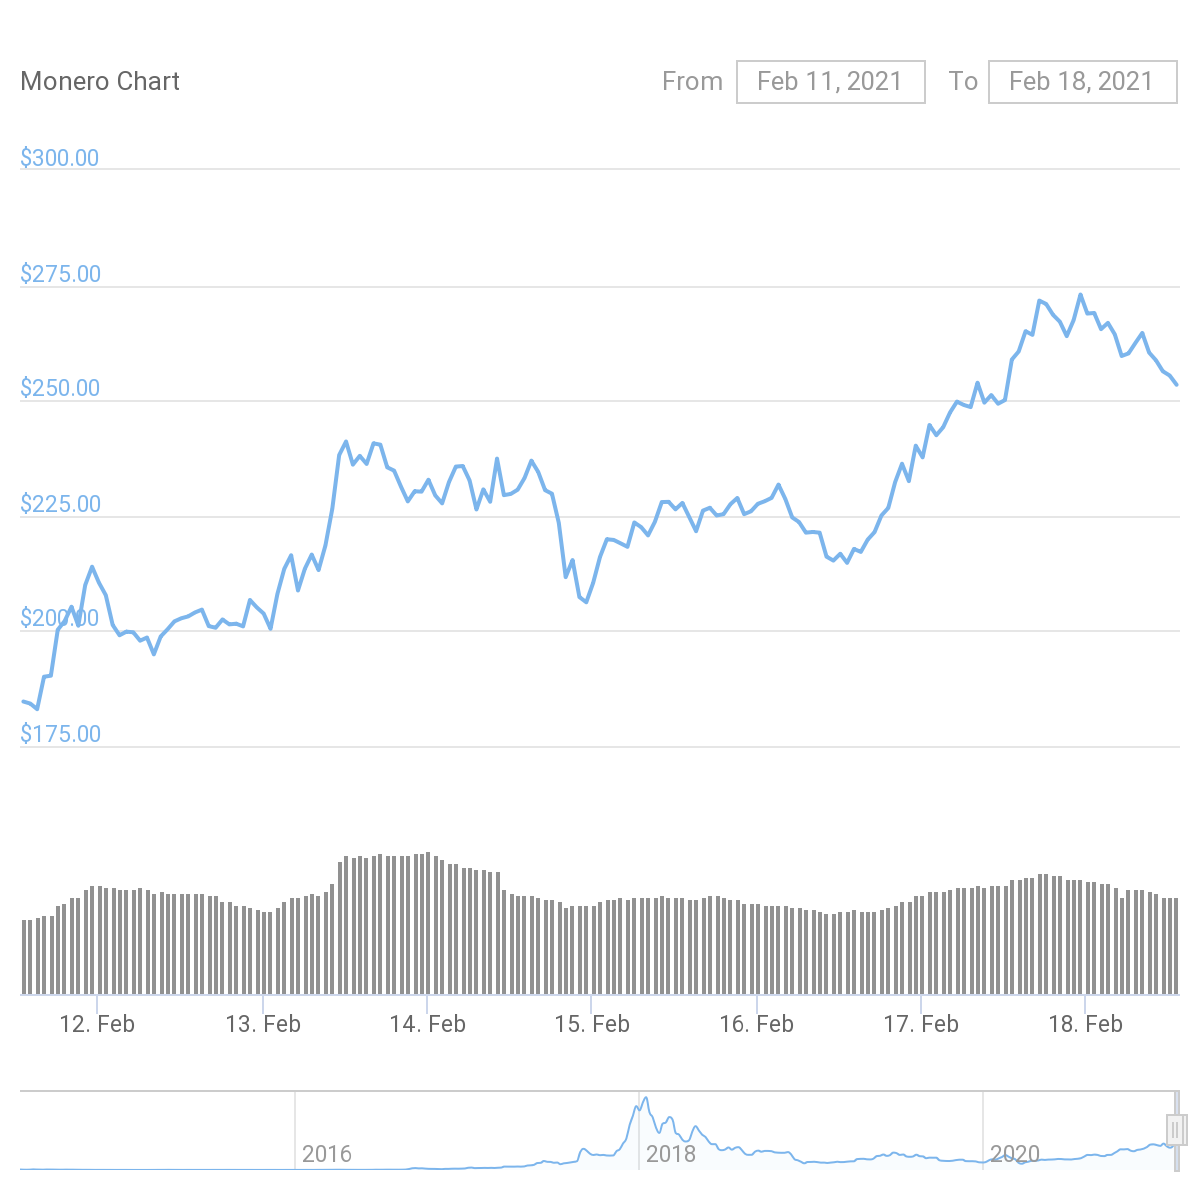 Monero Chart
From Feb 11, 2021 To Feb 18, 2021
$300.00
$275.00
$250.00
$225.00
$200.00
$175.00
12. Feb 13. Feb 14. Feb 15. Feb 16. Feb 17. Feb 18. Feb
2016 2018 2020